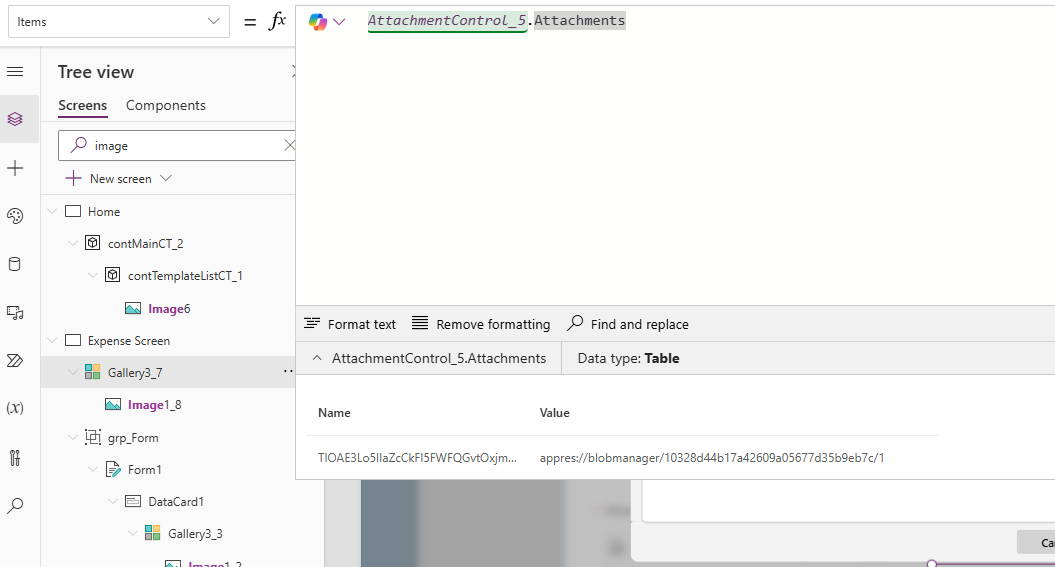 Items
= fx
AttachmentControl_5.Attachments
Tree view
Screens Components
image
New screen
Home
contMainCT_2
contTemplateListCT_1
Image6
Expense Screen
Gallery3_7
Image1_8
grp_Form
Form1
DataCard1
Gallery3_3
Image1_2
(x)
Format text Remove formatting Find and replace
AttachmentControl_5.Attachments Data type: Table
Name Value
appres://blobmanager/10328d44b17a42609a05677d35b9eb7c/1
Ca